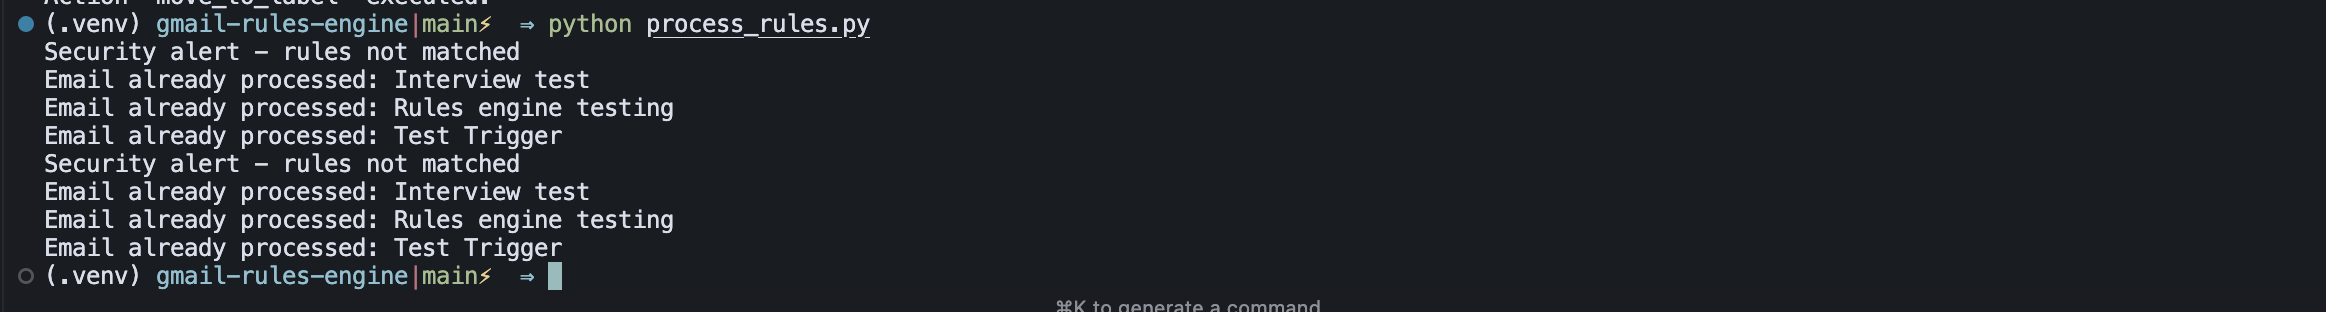 Action 'move_to_label' executed.
(.venv) gmail-rules-engine|main⚡ ⇒ python process_rules.py
Security alert – rules not matched
Email already processed: Interview test
Email already processed: Rules engine testing
Email already processed: Test Trigger
Security alert – rules not matched
Email already processed: Interview test
Email already processed: Rules engine testing
Email already processed: Test Trigger
(.venv) gmail-rules-engine|main⚡ ⇒
⌘K to generate a command